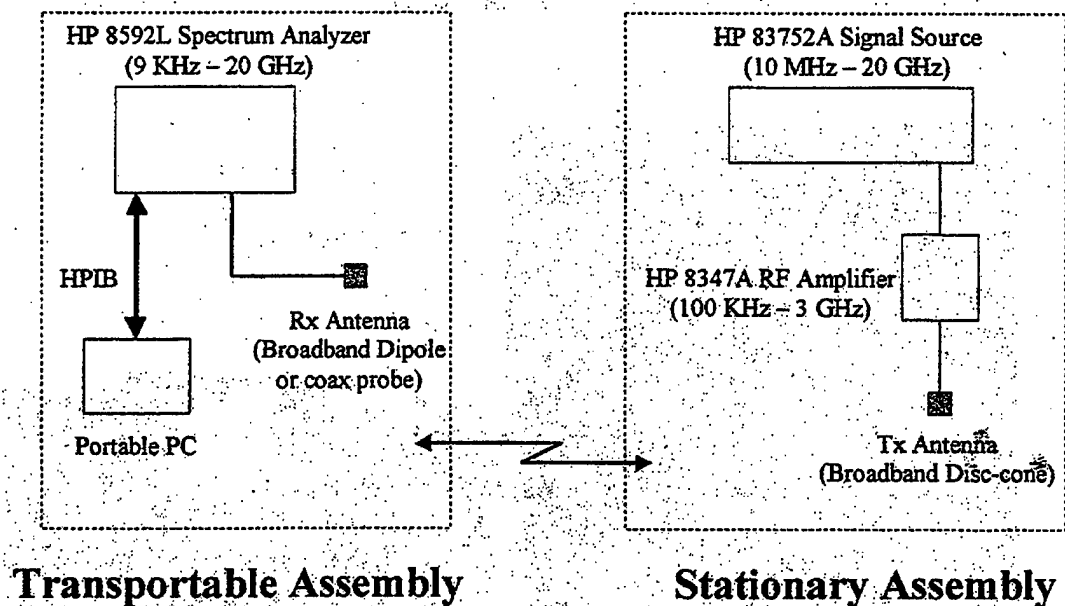 HP 8592L Spectrum Analyzer
(9 KHz – 20 GHz)
HPIB
Rx Antenna
(Broadband Dipole
or coax probe)
Portable PC
Transportable Assembly
HP 83752A Signal Source
(10 MHz – 20 GHz)
HP 8347A RF Amplifier
(100 KHz – 3 GHz)
Tx Antenna
(Broadband Disc-cone)
Stationary Assembly